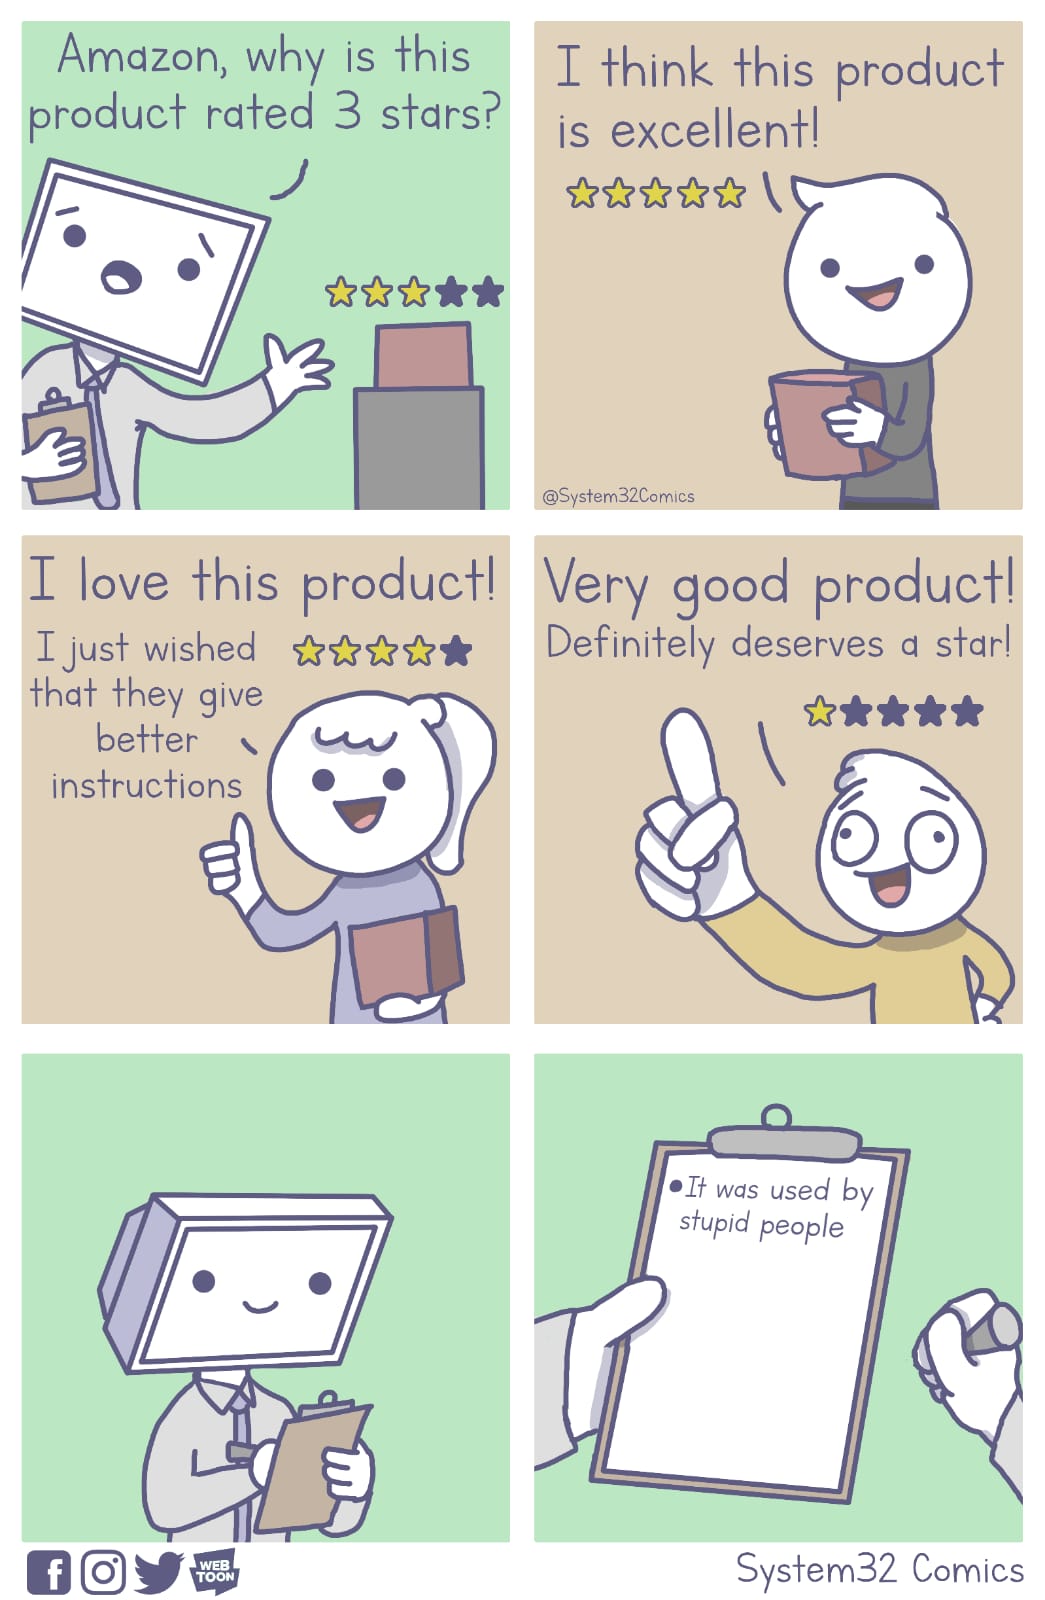 Amazon, why is this
product rated 3 stars?
I think this product
is excellent!
@System32Comics
I love this product!
I just wished
that they give
better
instructions
Very good product!
Definitely deserves a star!
•It was used by
stupid people
f
WEB
TOON
System32 Comics